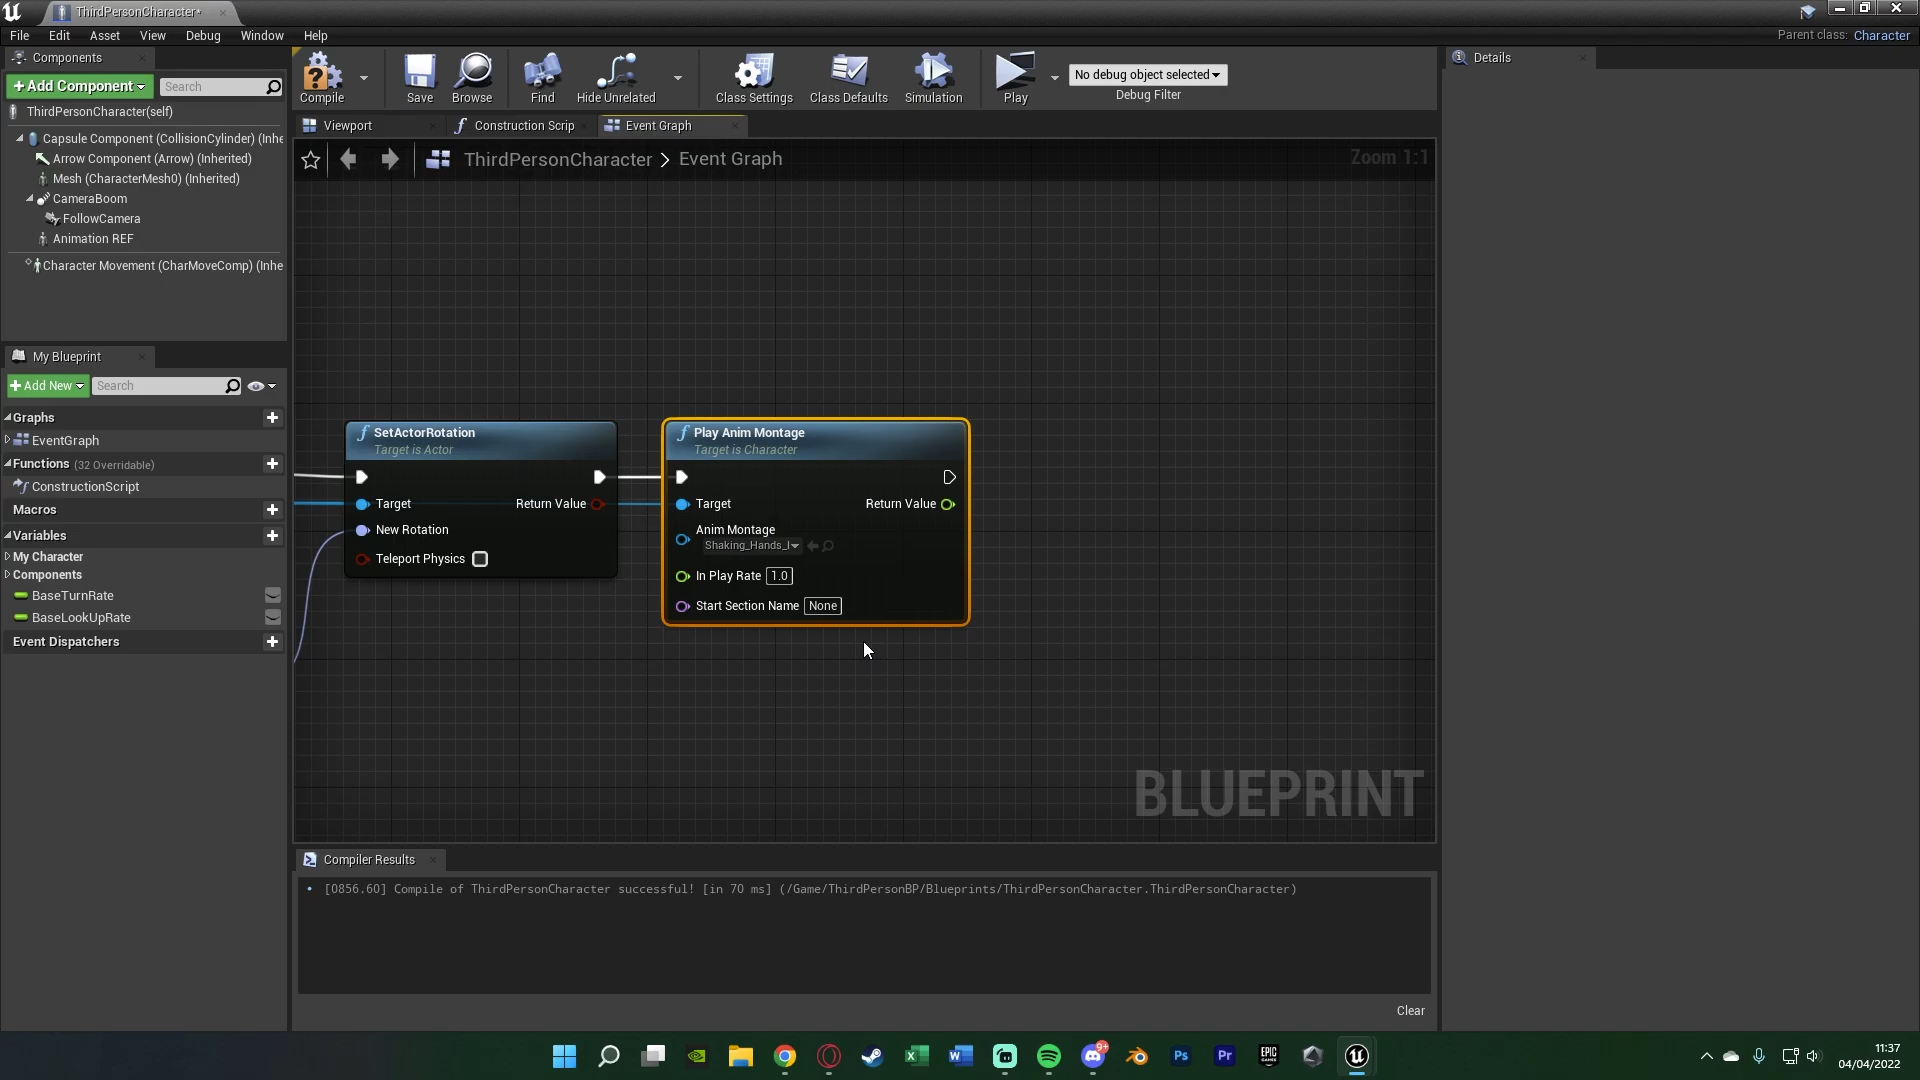 ThirdPersonCharacter*
File Edit Asset View Debug Window Help
Parent class: Character
Components
+Add Component
Search
ThirdPersonCharacter(self)
Capsule Component (CollisionCylinder) (Inhe
Arrow Component (Arrow) (Inherited)
Mesh (CharacterMesh0) (Inherited)
CameraBoom
FollowCamera
Animation REF
Character Movement (CharMoveComp) (Inhe
My Blueprint
+Add New
Search
Graphs
EventGraph
Functions (32 Overridable)
ConstructionScript
Macros
Variables
My Character
Components
BaseTurnRate
BaseLookUpRate
Event Dispatchers
Compile
Save
Browse
Find
Hide Unrelated
Class Settings
Class Defaults
Simulation
Play
No debug object selected
Debug Filter
Viewport
Construction Scrip
Event Graph
ThirdPersonCharacter > Event Graph
Zoom 1:1
SetActorRotation
Target is Actor
Target
Return Value
New Rotation
Teleport Physics
Play Anim Montage
Target is Character
Target
Return Value
Anim Montage
Shaking_Hands_
In Play Rate 1.0
Start Section Name None
BLUEPRINT
Compiler Results
• [0856.60] Compile of ThirdPersonCharacter successful! [in 70 ms] (/Game/ThirdPersonBP/Blueprints/ThirdPersonCharacter.ThirdPersonCharacter)
Clear
Details
9+
Ps
Pr
EPIC
GAMES
11:37
04/04/2022